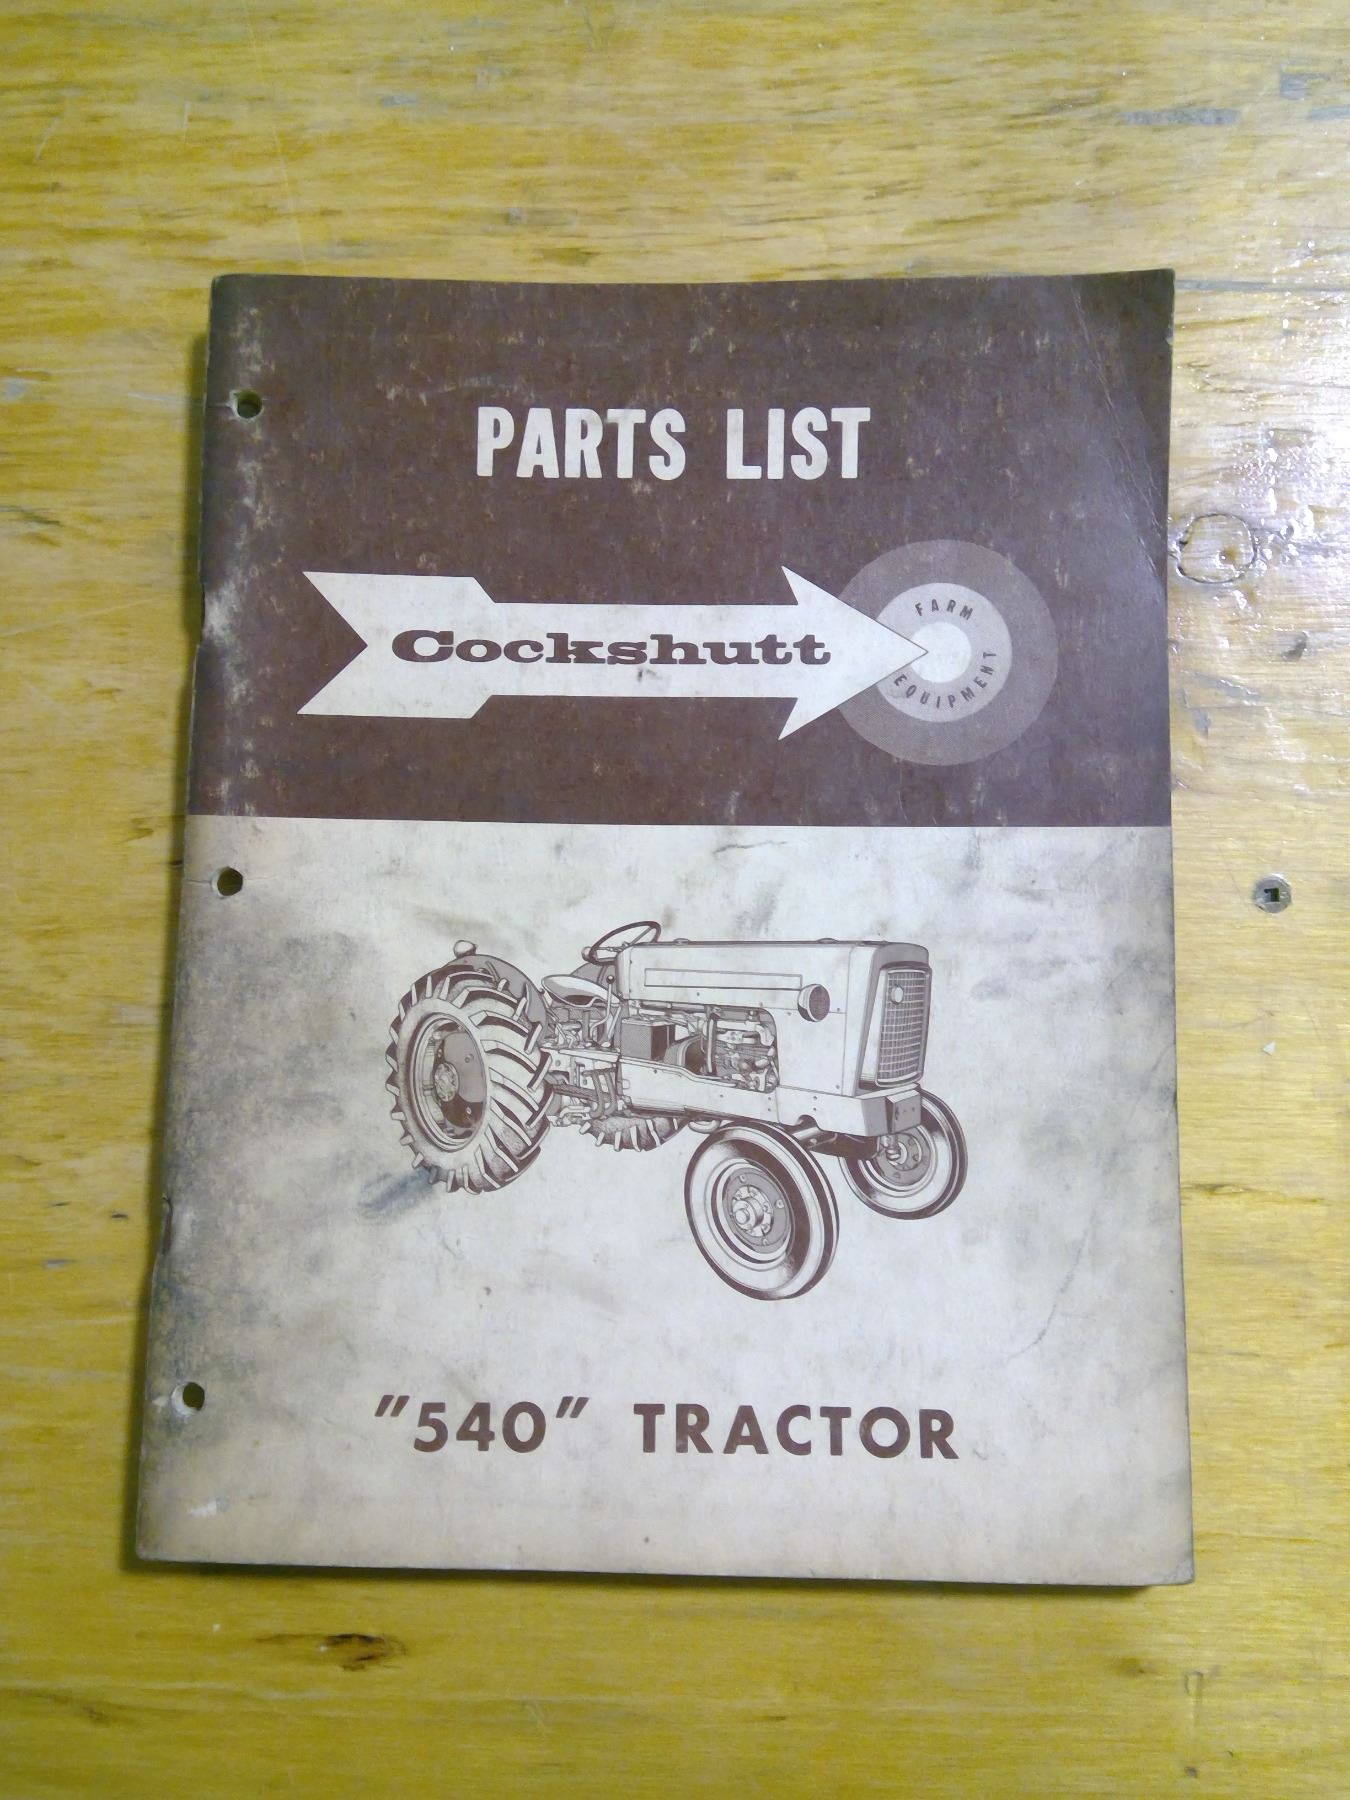 PARTS LIST
Cockshutt
FARM
EQUIPMENT
"540" TRACTOR